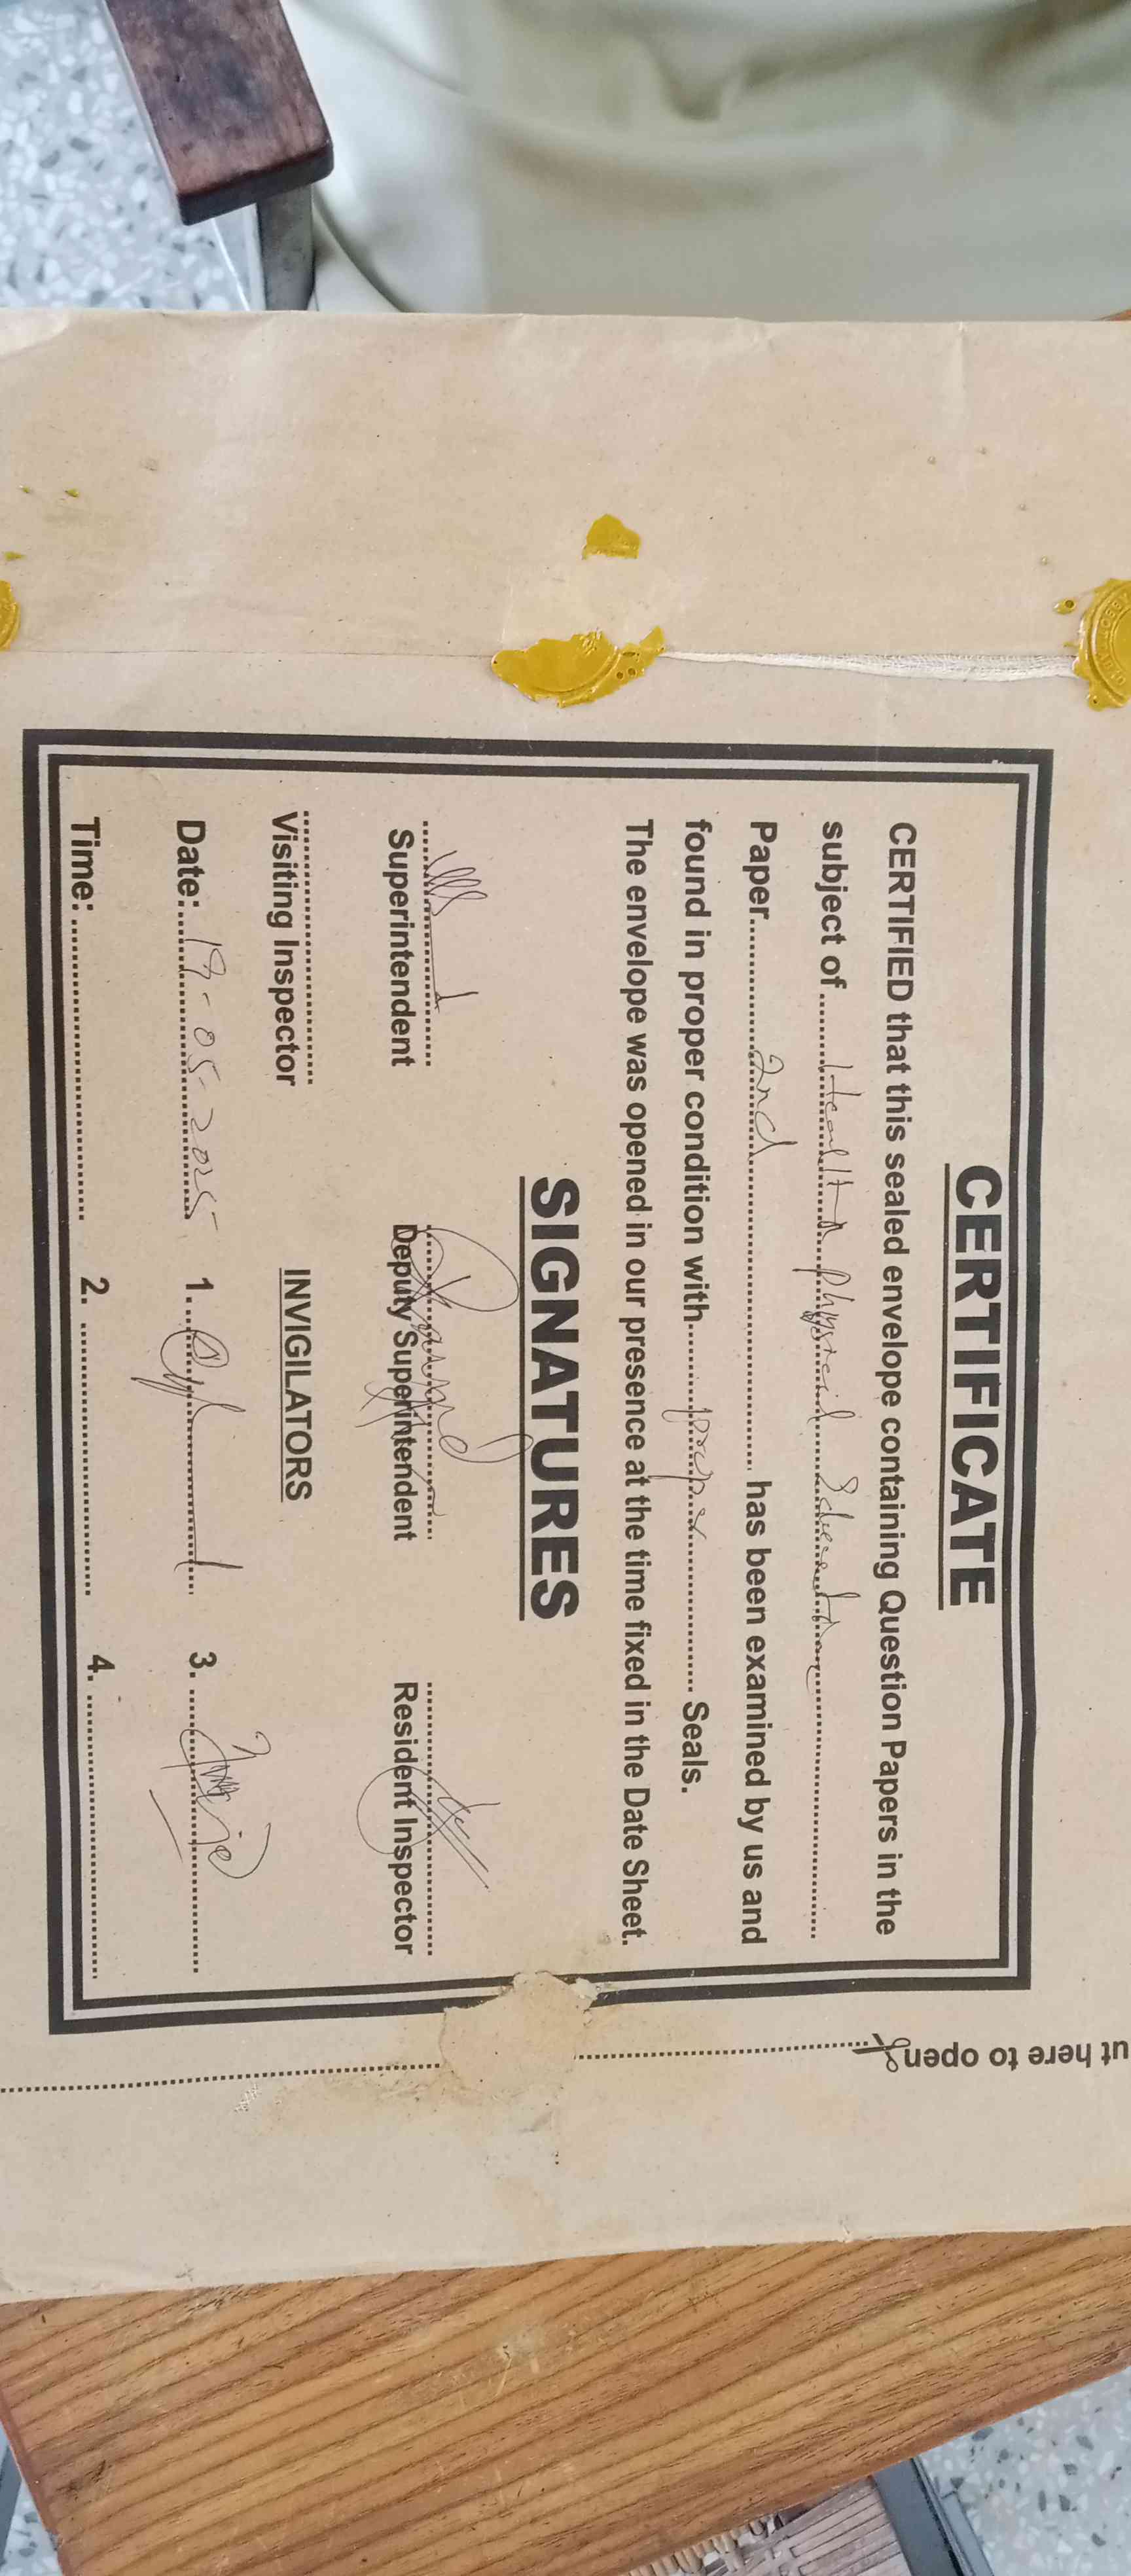 CERTIFICATE
CERTIFIED that this sealed envelope containing Question Papers in the
subject of Health Physical Education
Paper 2nd has been examined by us and
found in proper condition with proper Seals.
The envelope was opened in our presence at the time fixed in the Date Sheet.
SIGNATURES
Superintendent Deputy Superintendent Resident Inspector
Visiting Inspector
INVIGILATORS
Date: 19-05-2025 1. 3.
Time: 2. 4.
ut here to open